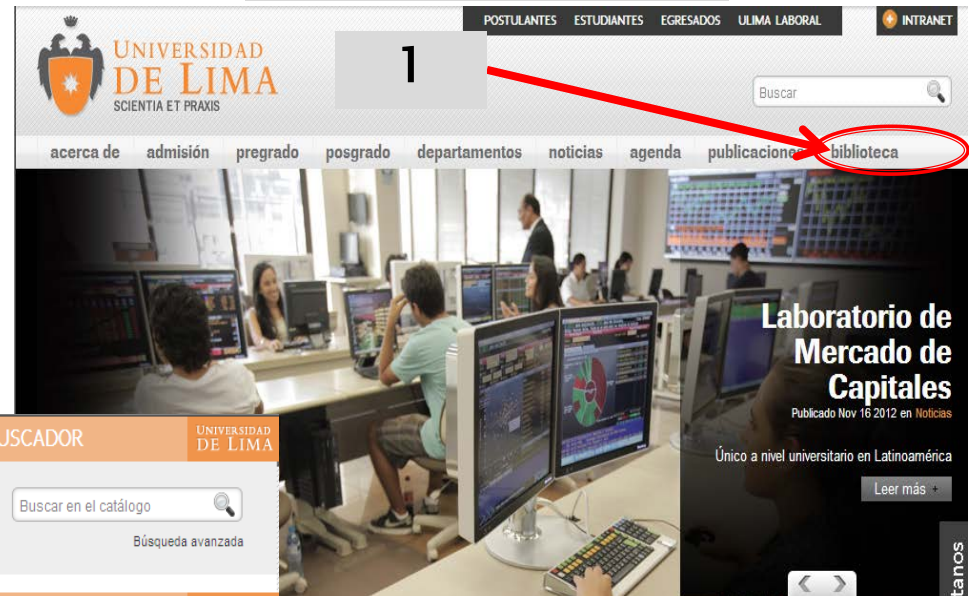 POSTULANTES ESTUDIANTES EGRESADOS ULIMA LABORAL INTRANET
UNIVERSIDAD
DE LIMA
SCIENTIA ET PRAXIS
1
Buscar
acerca de admisión pregrado posgrado departamentos noticias agenda publicaciones biblioteca
Laboratorio de
Mercado de
Capitales
Publicado Nov 16 2012 en Noticias
Único a nivel universitario en Latinoamérica
Leer más +
USCADOR
UNIVERSIDAD
DE LIMA
Buscar en el catálogo
Búsqueda avanzada
tanos